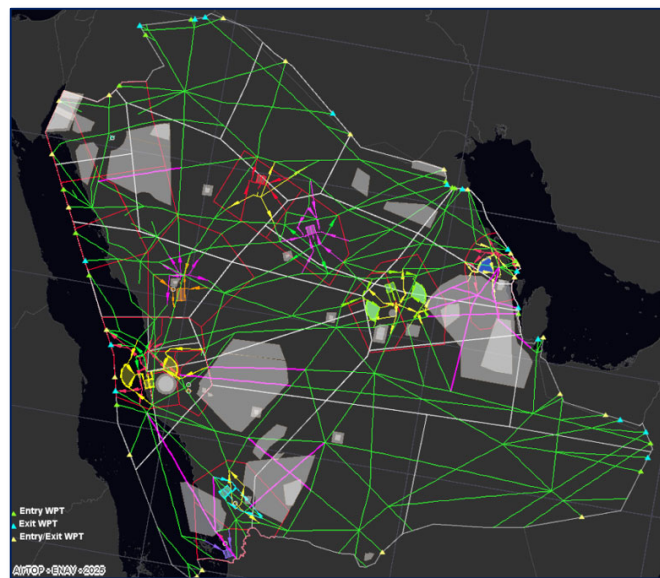 Entry WPT
Exit WPT
Entry/Exit WPT
AirTOP - ENAV - 2025